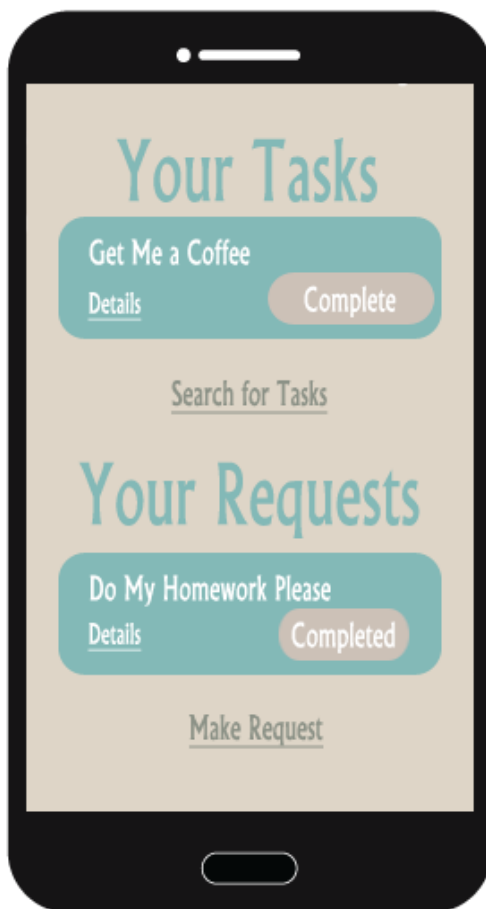 Your Tasks
Get Me a Coffee
Details
Complete
Search for Tasks
Your Requests
Do My Homework Please
Details
Completed
Make Request